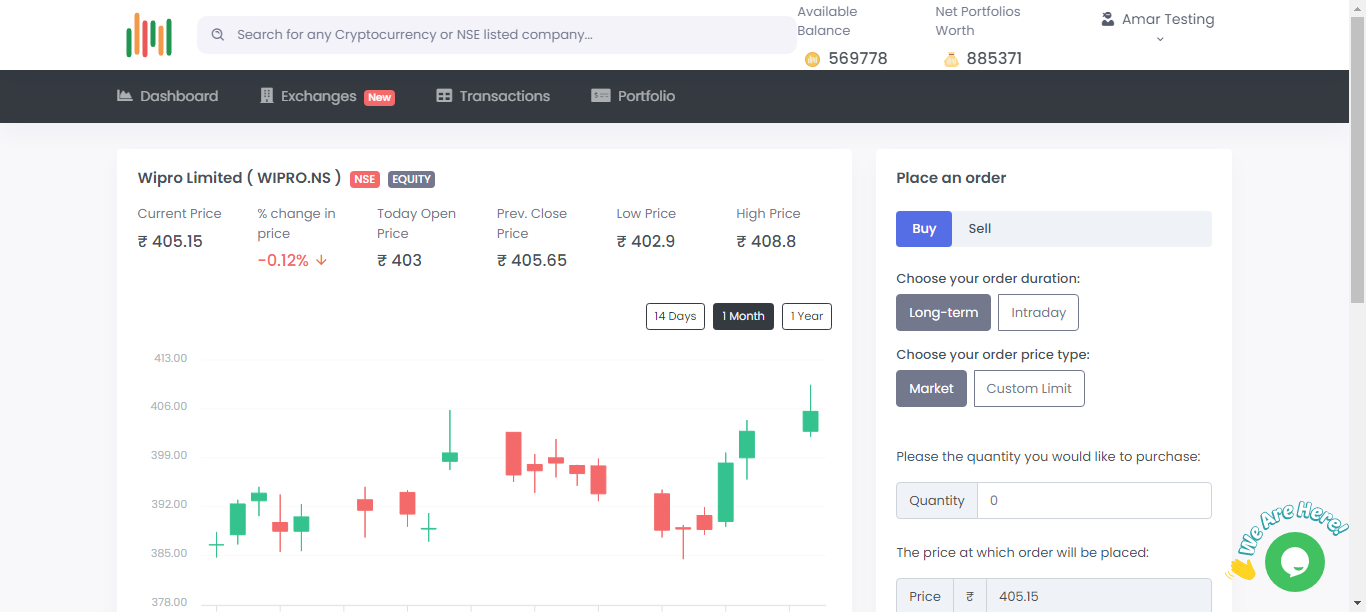 Search for any Cryptocurrency or NSE listed company...
Available
Balance
569778
Net Portfolios
Worth
885371
Amar Testing
Dashboard
Exchanges New
Transactions
Portfolio
Wipro Limited ( WIPRO.NS ) NSE EQUITY
Current Price
₹ 405.15
% change in
price
-0.12%
Today Open
Price
₹ 403
Prev. Close
Price
₹ 405.65
Low Price
₹ 402.9
High Price
₹ 408.8
14 Days
1 Month
1 Year
413.00
406.00
399.00
392.00
385.00
378.00
Place an order
Buy
Sell
Choose your order duration:
Long-term
Intraday
Choose your order price type:
Market
Custom Limit
Please the quantity you would like to purchase:
Quantity 0
The price at which order will be placed:
Price ₹ 405.15
We Are Here!